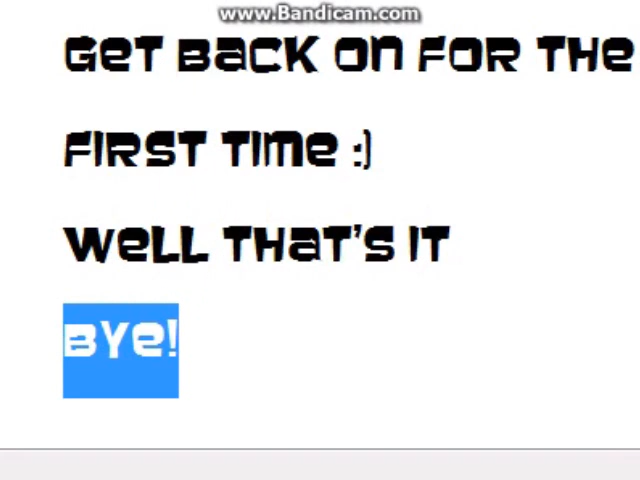 www.Bandicam.com
Get back on for the
first time :)
Well that's it
Bye!